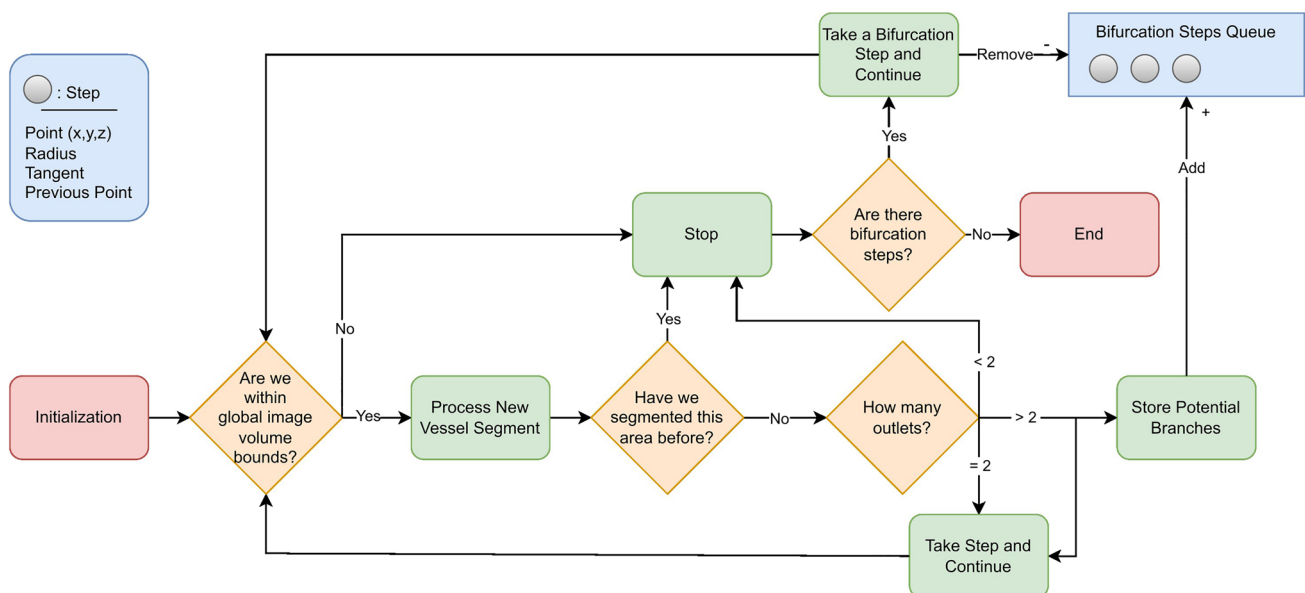 Take a Bifurcation
Step and
Continue
Remove
-
Bifurcation Steps Queue
: Step
Point (x,y,z)
Radius
Tangent
Previous Point
+
Yes
Add
Stop
Are there
bifurcation
steps?
No
End
No
Yes
< 2
Initialization
Are we
within
global image
volume
bounds?
Yes
Process New
Vessel Segment
Have we
segmented this
area before?
No
How many
outlets?
> 2
Store Potential
Branches
= 2
Take Step and
Continue